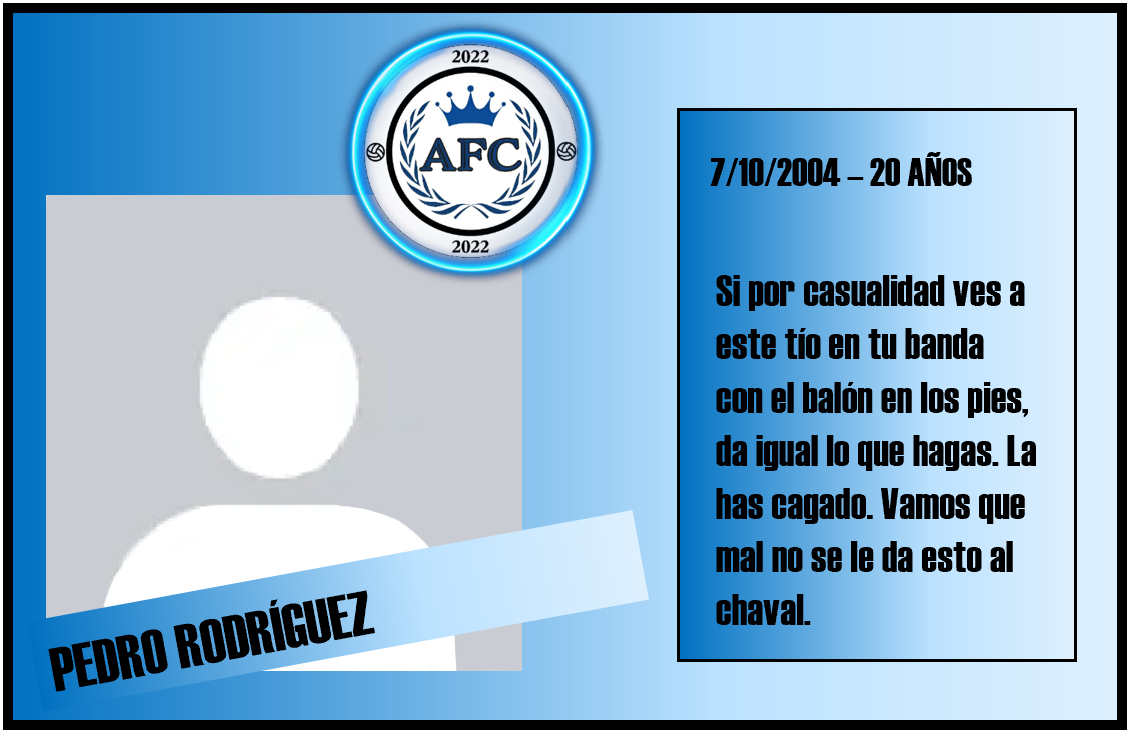 2022
AFC
2022
7/10/2004 – 20 AÑOS
Si por casualidad ves a
este tío en tu banda
con el balón en los pies,
da igual lo que hagas. La
has cagado. Vamos que
mal no se le da esto al
chaval.
PEDRO RODRÍGUEZ